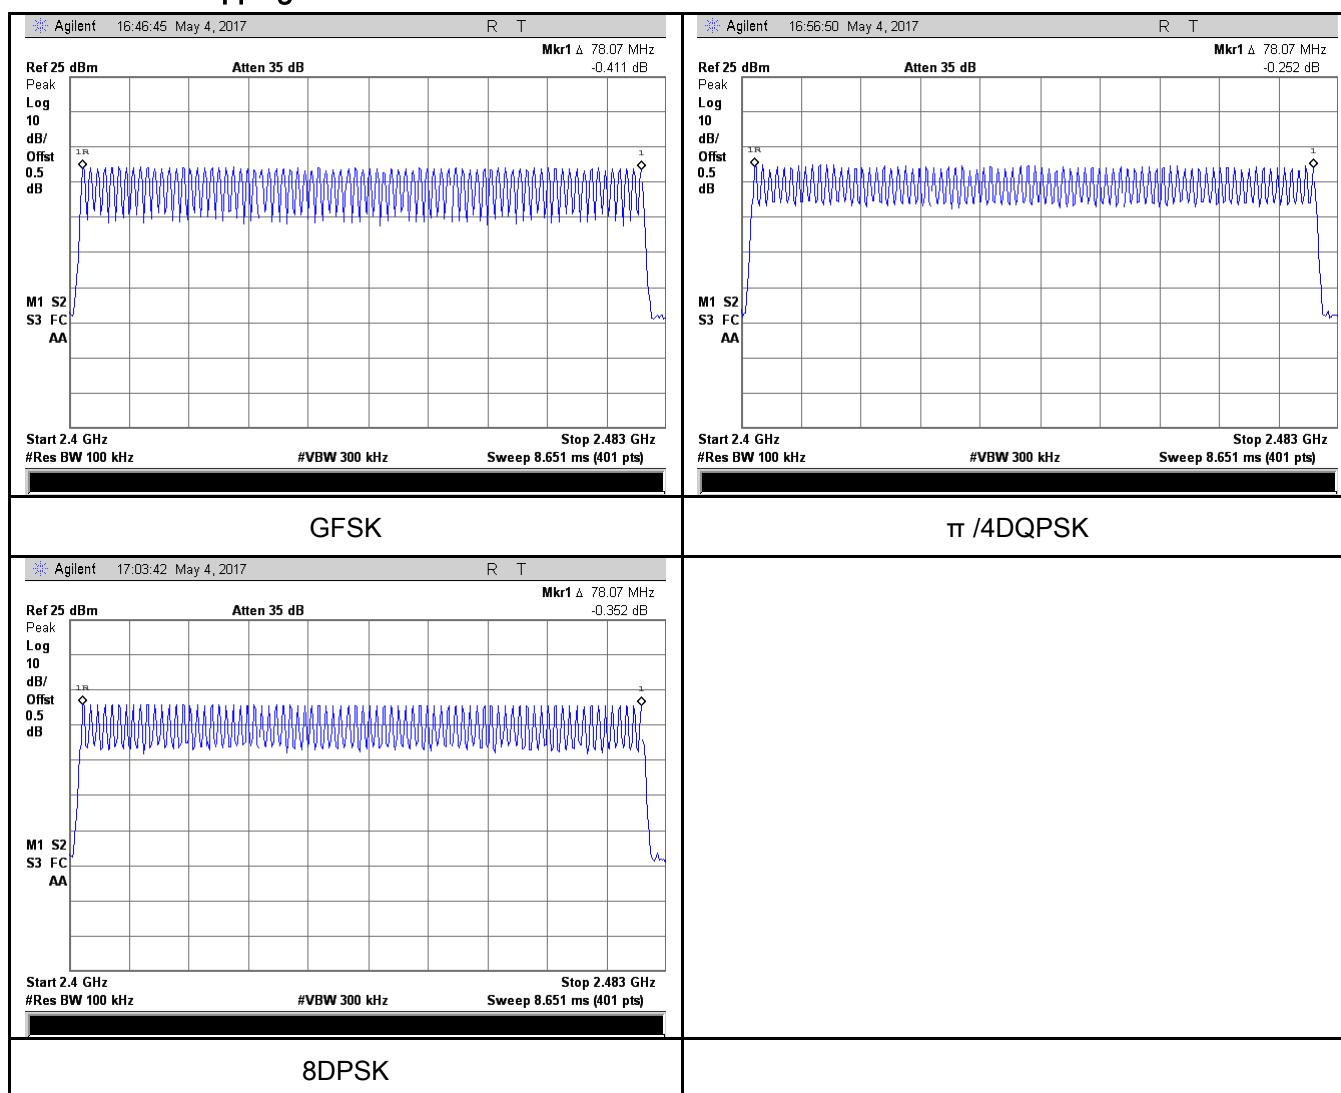 Agilent 16:46:45 May 4, 2017 R T
Mkr1 Δ 78.07 MHz
Ref 25 dBm Atten 35 dB -0.411 dB
Peak
Log
10
dB/
Offst
0.5
dB
1R
1
M1 S2
S3 FC
AA
Start 2.4 GHz Stop 2.483 GHz
#Res BW 100 kHz #VBW 300 kHz Sweep 8.651 ms (401 pts)
GFSK
Agilent 16:56:50 May 4, 2017 R T
Mkr1 Δ 78.07 MHz
Ref 25 dBm Atten 35 dB -0.252 dB
Peak
Log
10
dB/
Offst
0.5
dB
1R
1
M1 S2
S3 FC
AA
Start 2.4 GHz Stop 2.483 GHz
#Res BW 100 kHz #VBW 300 kHz Sweep 8.651 ms (401 pts)
π /4DQPSK
Agilent 17:03:42 May 4, 2017 R T
Mkr1 Δ 78.07 MHz
Ref 25 dBm Atten 35 dB -0.352 dB
Peak
Log
10
dB/
Offst
0.5
dB
1R
1
M1 S2
S3 FC
AA
Start 2.4 GHz Stop 2.483 GHz
#Res BW 100 kHz #VBW 300 kHz Sweep 8.651 ms (401 pts)
8DPSK